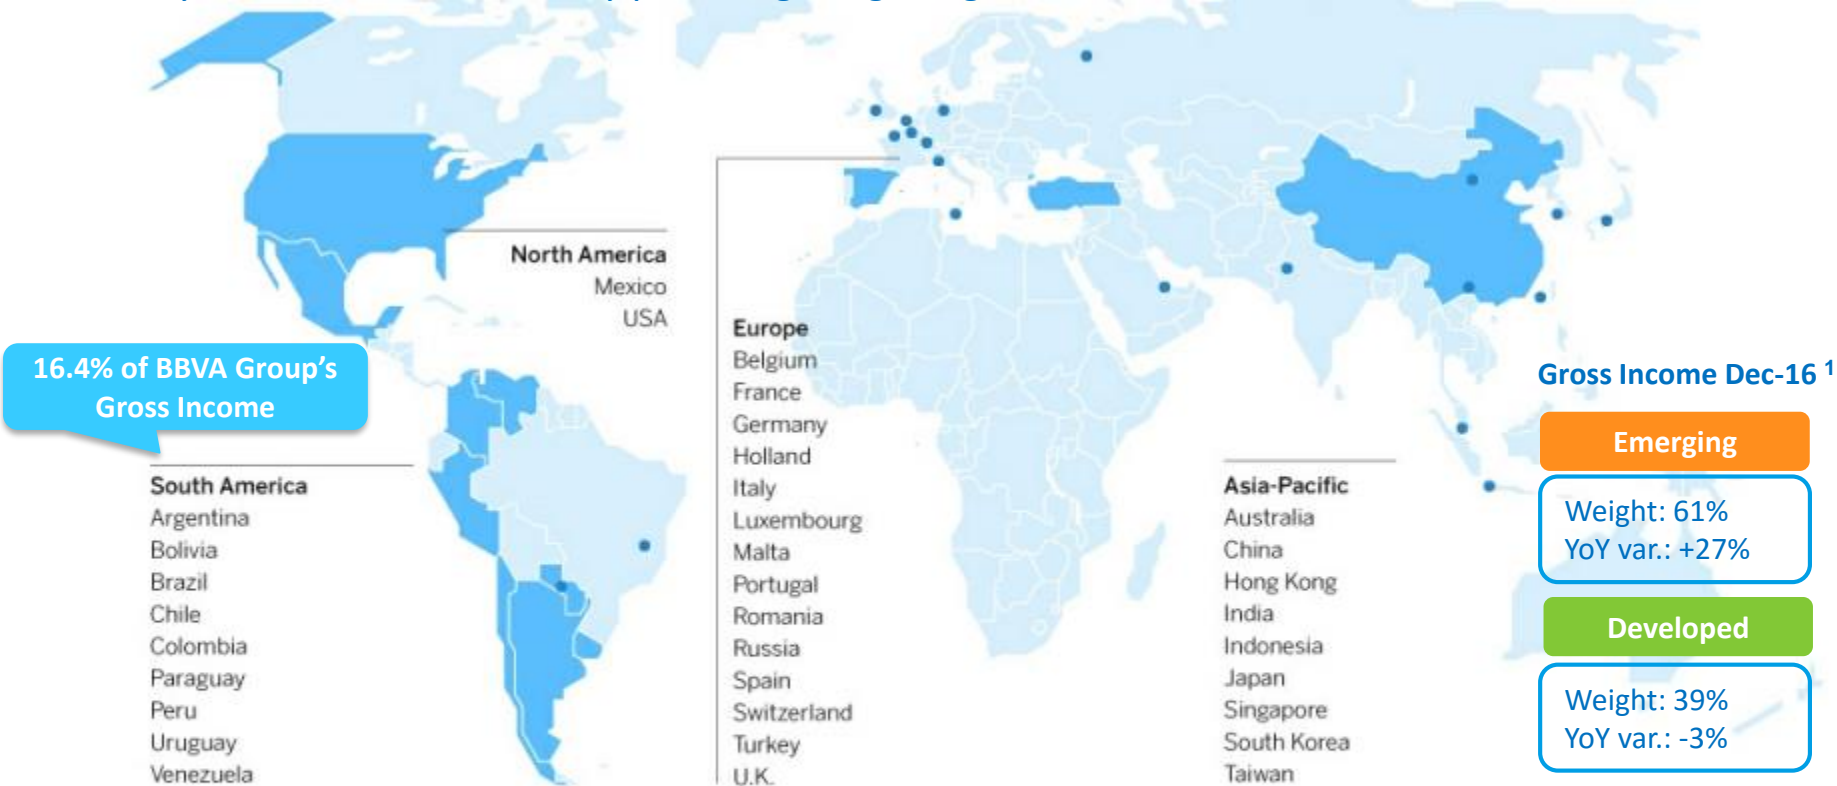 North America
Mexico
USA
16.4% of BBVA Group's
Gross Income
South America
Argentina
Bolivia
Brazil
Chile
Colombia
Paraguay
Peru
Uruguay
Venezuela
Europe
Belgium
France
Germany
Holland
Italy
Luxembourg
Malta
Portugal
Romania
Russia
Spain
Switzerland
Turkey
U.K.
Asia-Pacific
Australia
China
Hong Kong
India
Indonesia
Japan
Singapore
South Korea
Taiwan
Gross Income Dec-16 1
Emerging
Weight: 61%
YoY var.: +27%
Developed
Weight: 39%
YoY var.: -3%